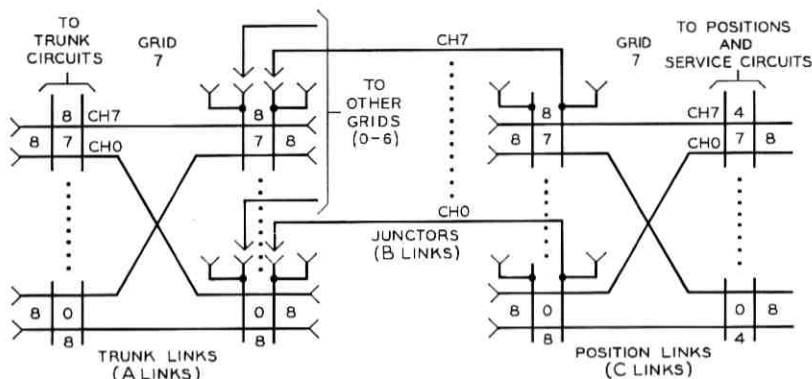 TO
TRUNK
CIRCUITS
GRID
7
CH7
GRID
7
TO POSITIONS
AND
SERVICE CIRCUITS
TO
OTHER
GRIDS
(0-6)
8 CH7
8 7 CH0
8
7 8
8
8 7
CH7 4
CH0 7 8
CH0
JUNCTORS
(B LINKS)
8 0
8
8 0 8
8
8 0 8
8
0 8
4
TRUNK LINKS
(A LINKS)
POSITION LINKS
(C LINKS)